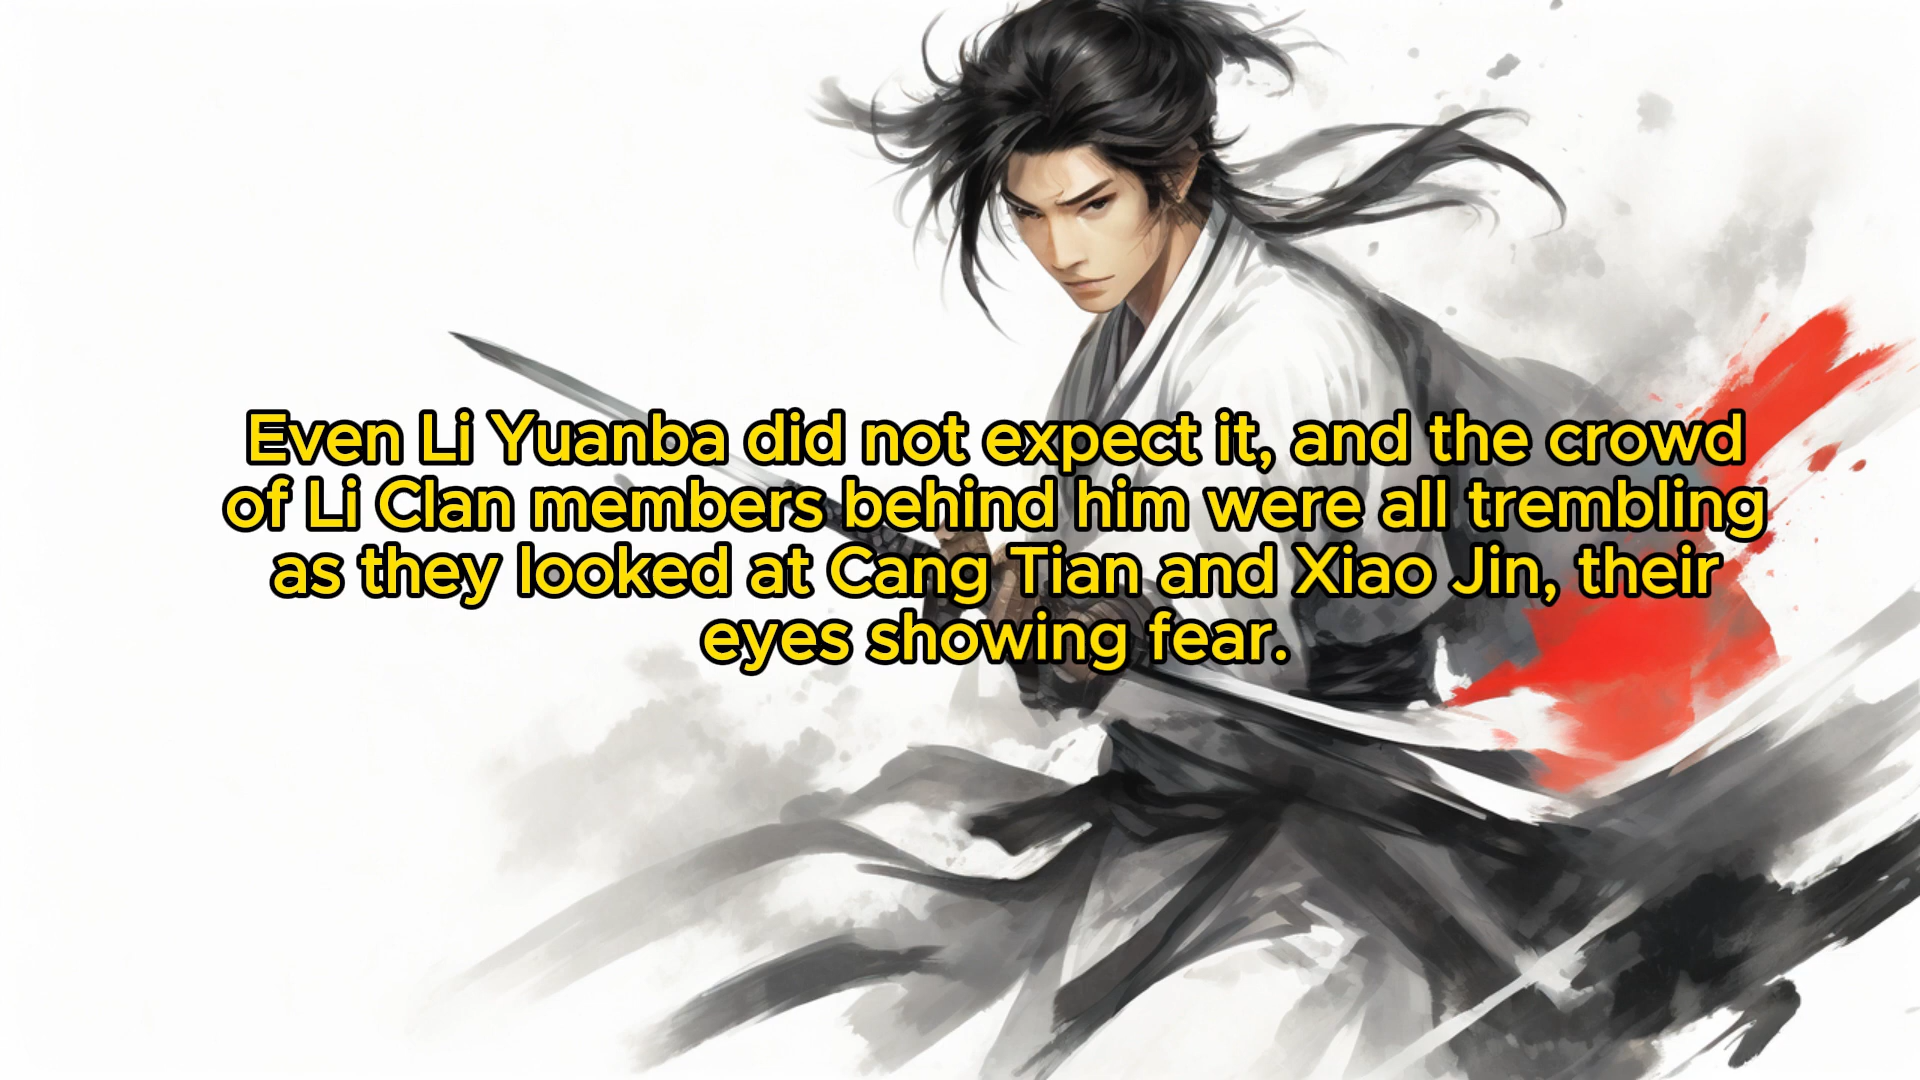 Even Li Yuanba did not expect it, and the crowd
of Li Clan members behind him were all trembling
as they looked at Cang Tian and Xiao Jin, their
eyes showing fear.